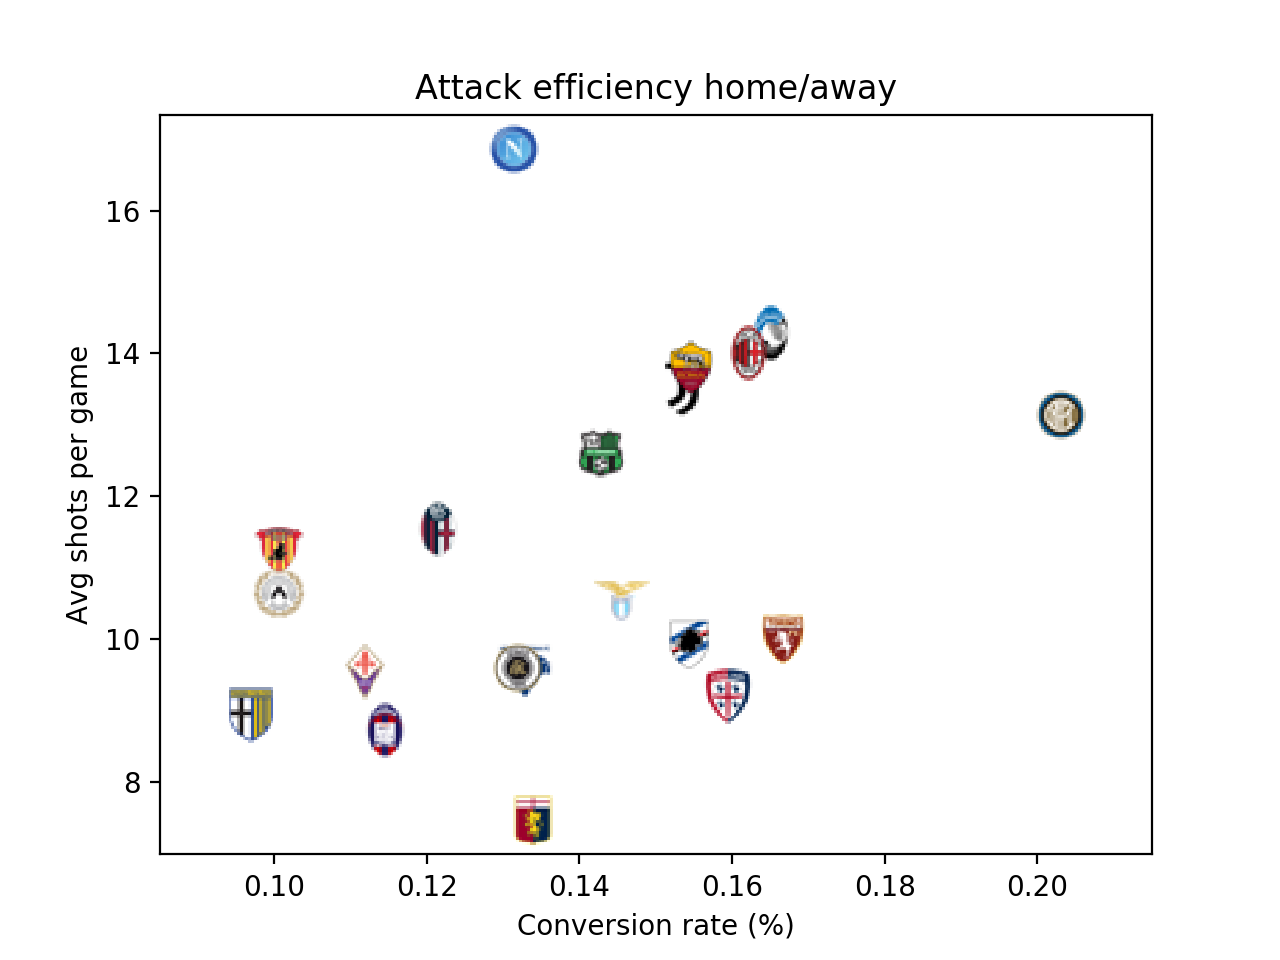 Attack efficiency home/away
Avg shots per game
16
14
12
10
8
N
0.10
0.12
0.14
0.16
0.18
0.20
Conversion rate (%)